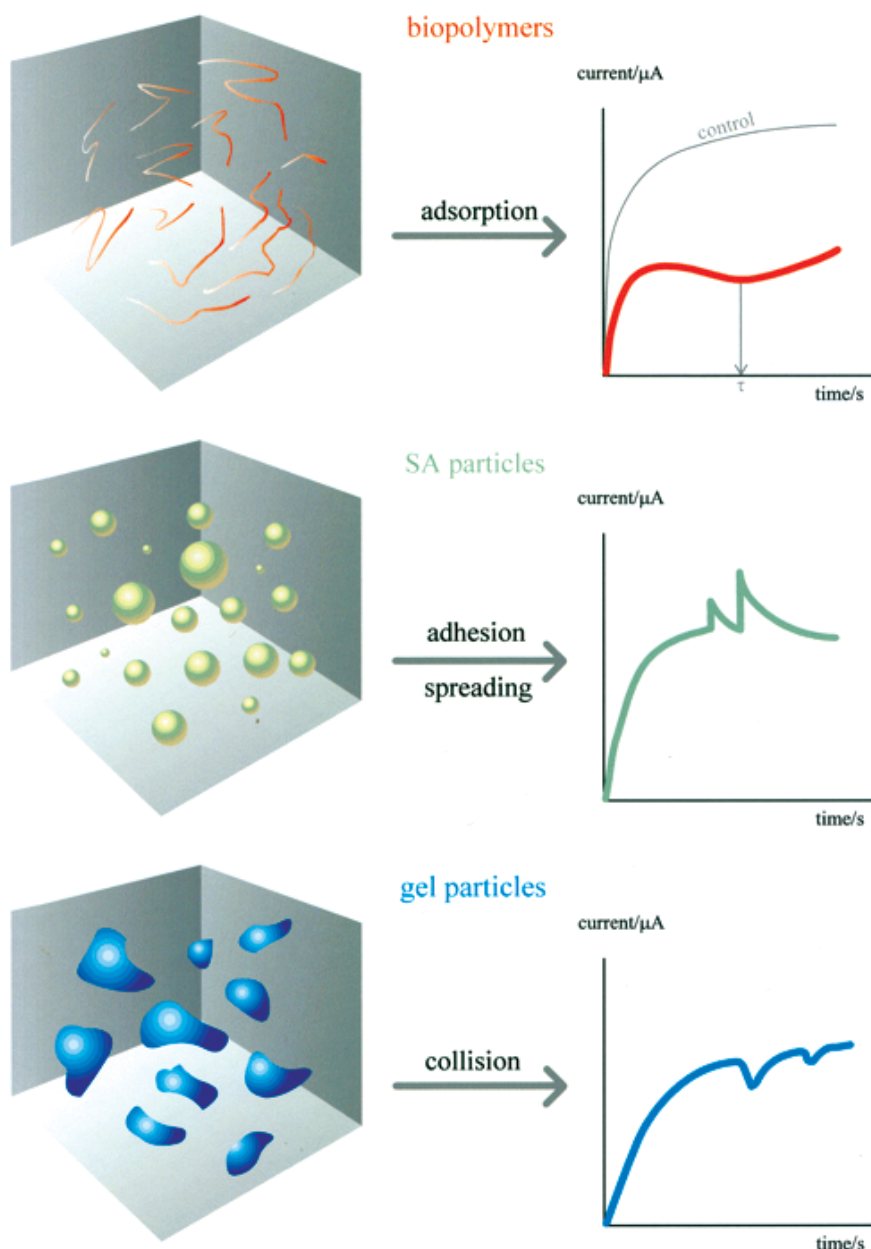 biopolymers
current/μA
control
adsorption
τ
time/s
SA particles
current/μA
adhesion
spreading
time/s
gel particles
current/μA
collision
time/s